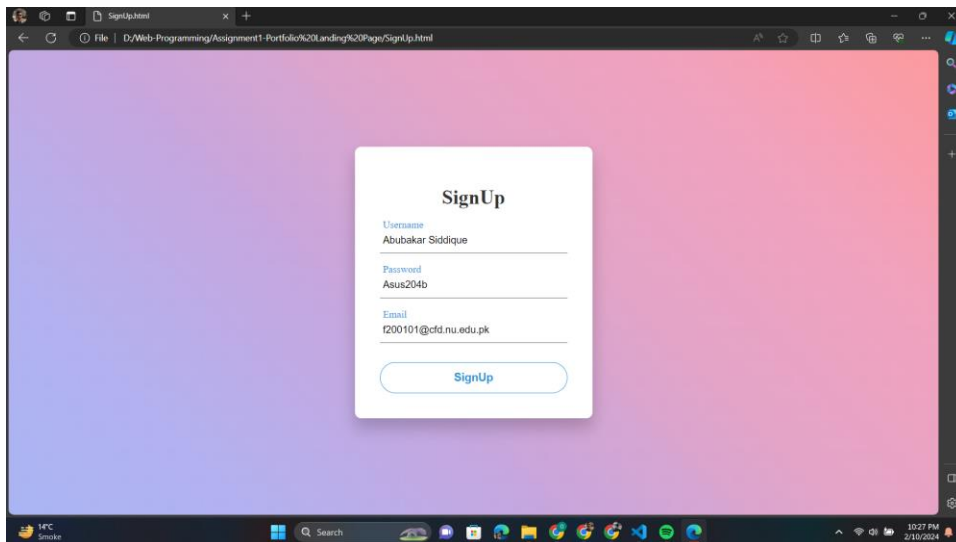 SignUp.html
File | D:/Web-Programming/Assignment1-Portfolio%20Landing%20Page/SignUp.html
SignUp
Username
Abubakar Siddique
Password
Asus204b
Email
f200101@cfd.nu.edu.pk
SignUp
14°C
Smoke
Search
10:27 PM
2/10/2024